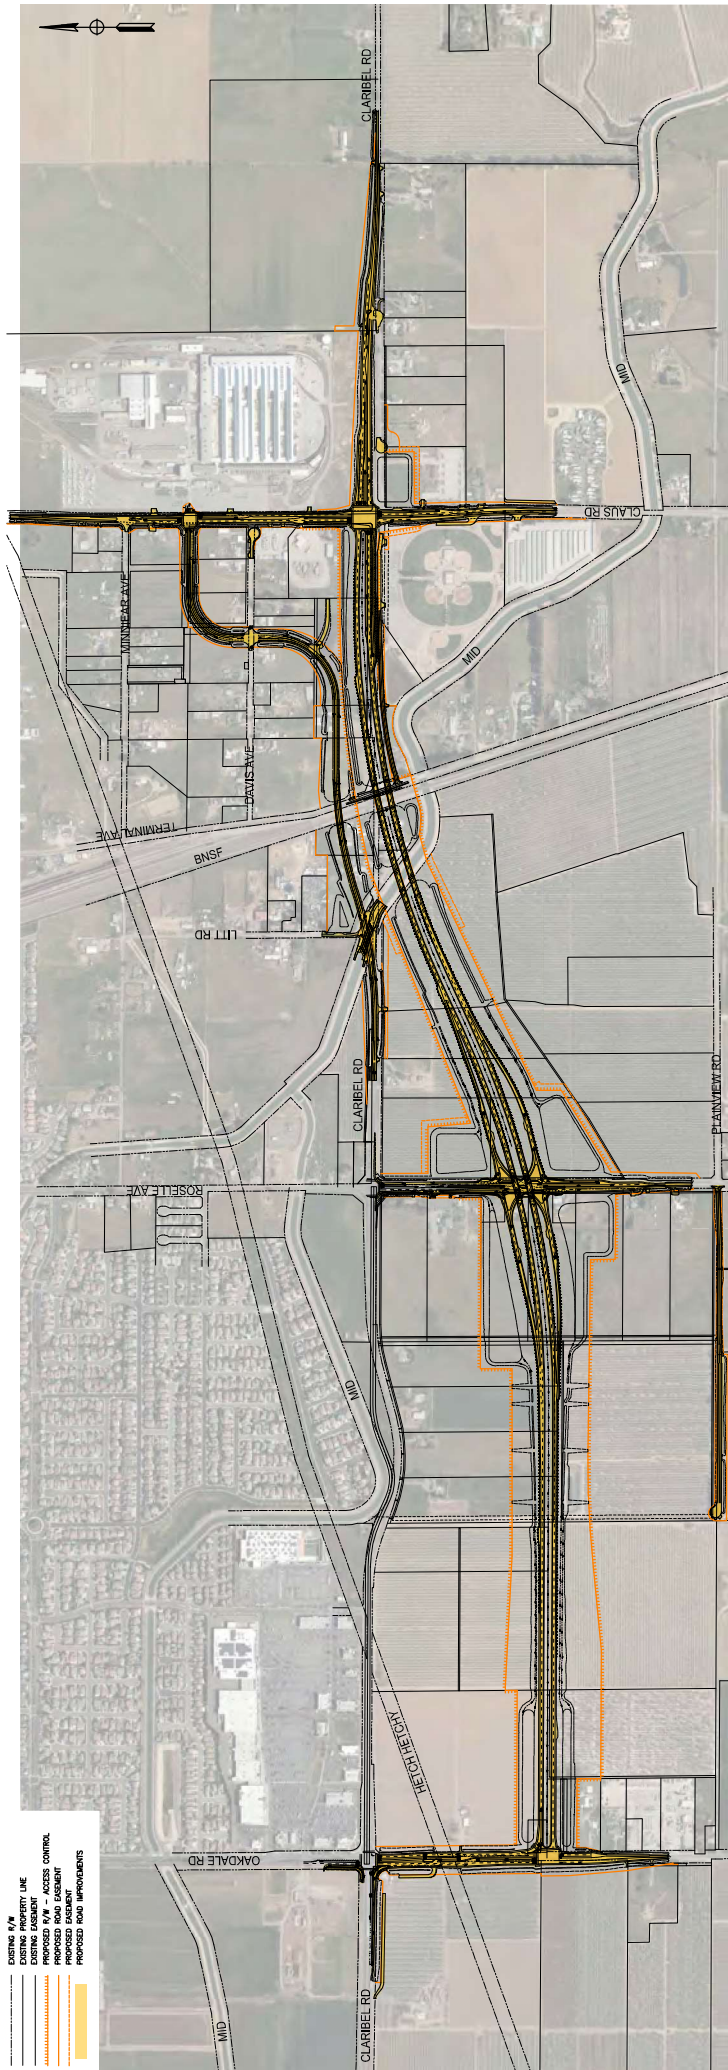 CLARIBEL RD
MID
CLAUS RD
MINNIEAR AVE
DAVIS AVE
MID
TERMINAL AVE
BNSF
LITT RD
CLARIBEL RD
PLAINVIEW RD
ROSELLE AVE
MID
HETCH HETCHY
OAKDALE RD
CLARIBEL RD
MID
EXISTING R/W
EXISTING PROPERTY LINE
EXISTING EASEMENT
PROPOSED R/W - ACCESS CONTROL
PROPOSED ROAD EASEMENT
PROPOSED EASEMENT
PROPOSED ROAD IMPROVEMENTS